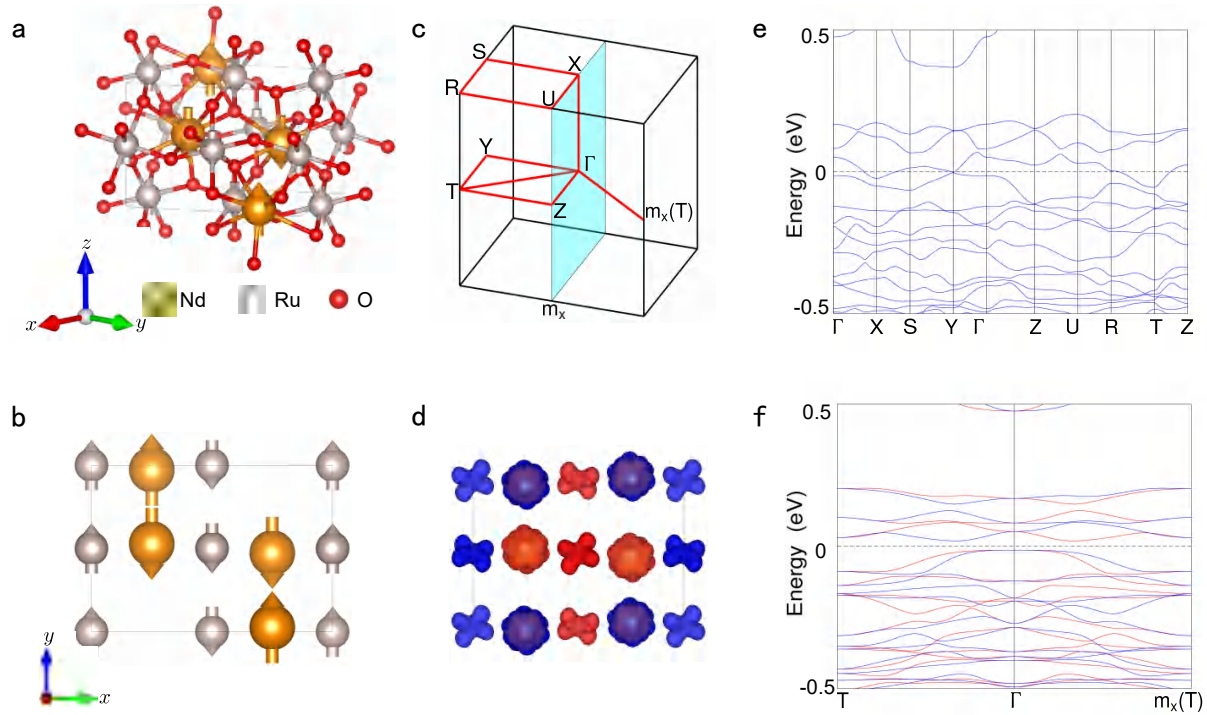 a
z
x
y
Nd
Ru
O
b
y
x
c
S
X
R
U
Y
Γ
T
Z
m_x(T)
m_x
d
e
Energy (eV)
0.5
0
-0.5
Γ X S Y Γ Z U R T Z
f
Energy (eV)
0.5
0
-0.5
T Γ m_x(T)